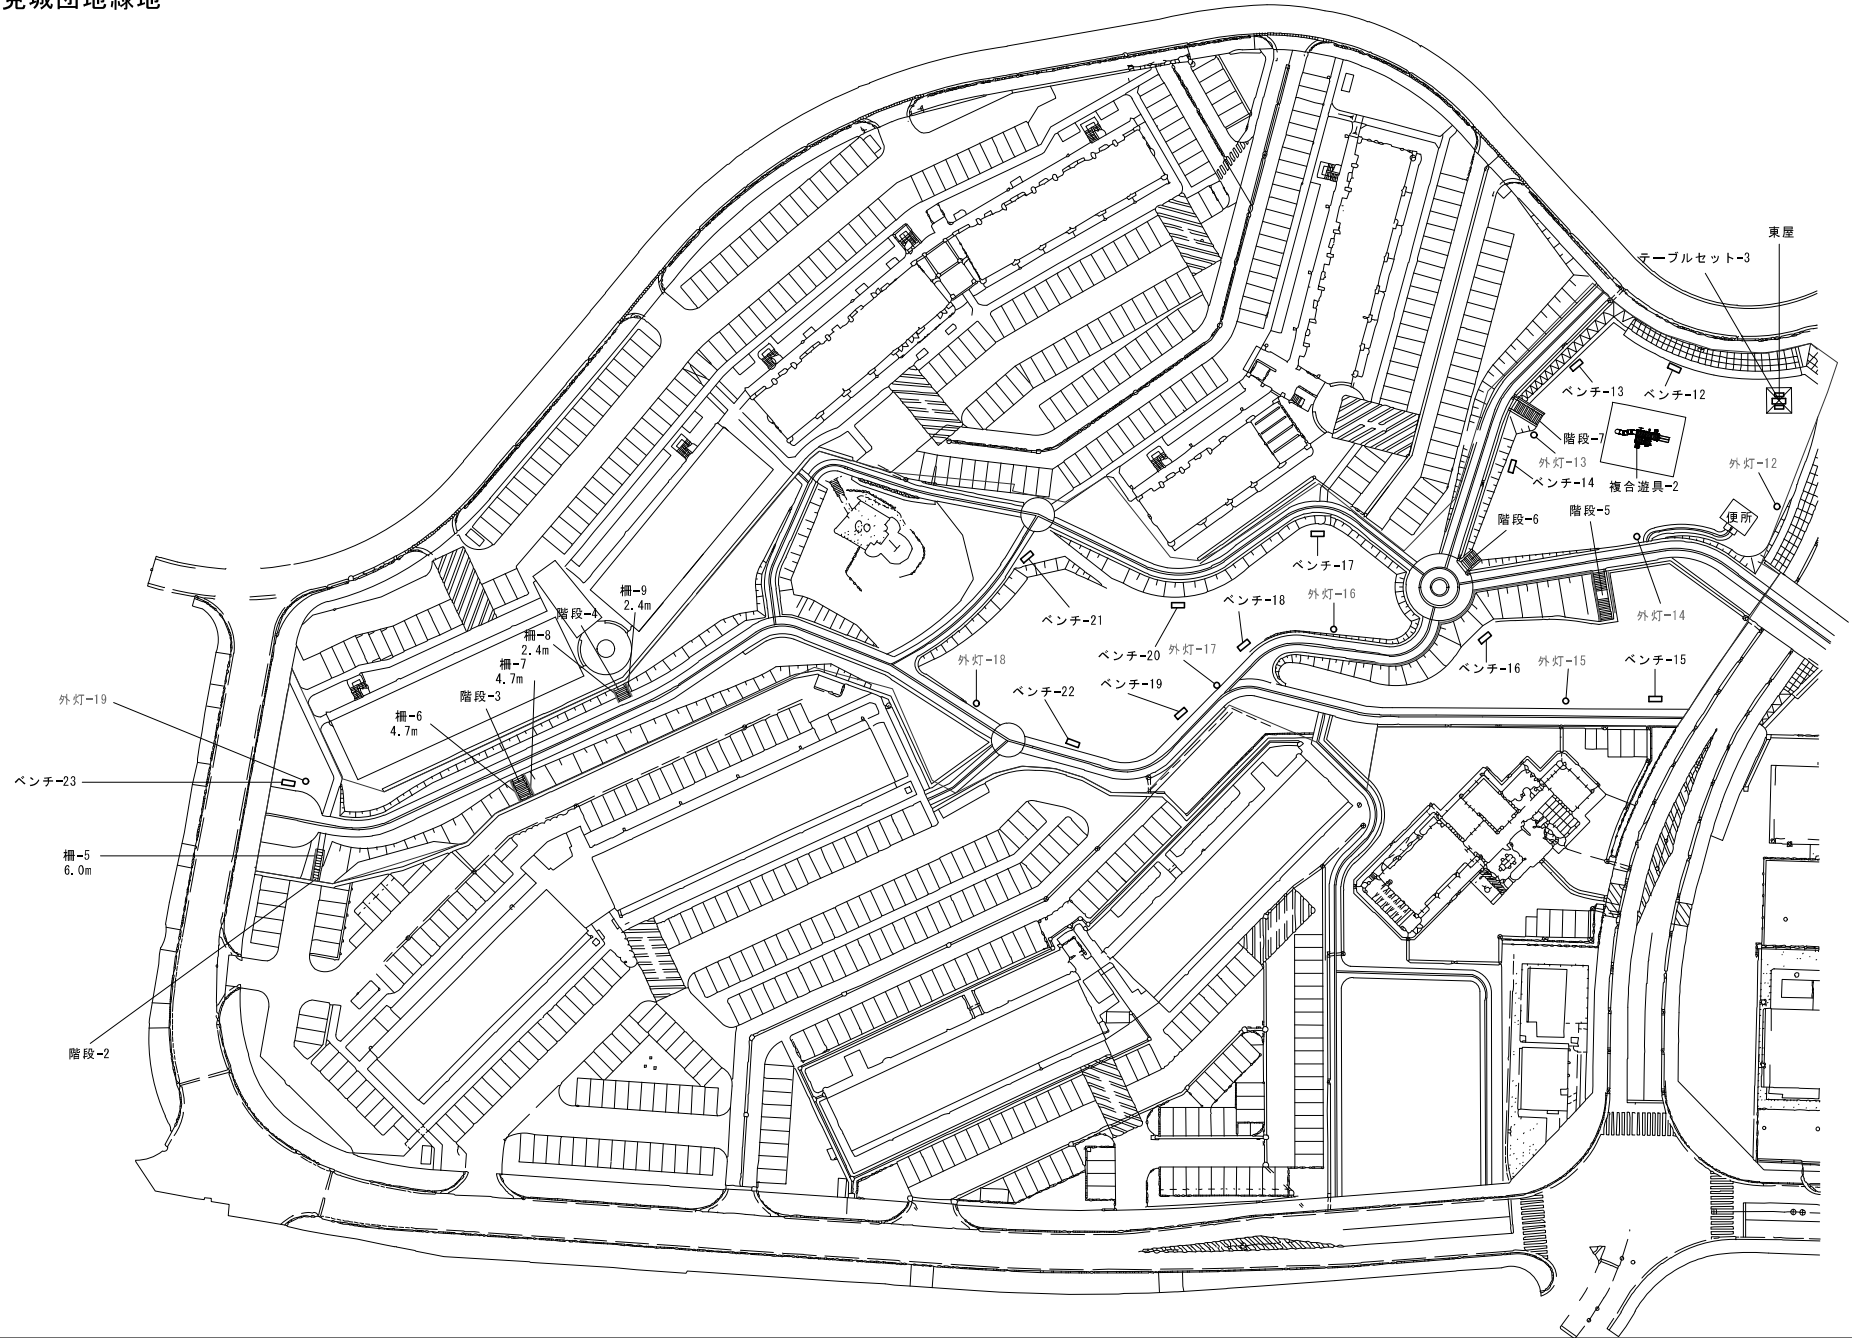 見城団地緑地
東屋
テーブルセット-3
ベンチ-13
ベンチ-12
階段-7
外灯-13
外灯-12
ベンチ-14
複合遊具-2
階段-6
階段-5
便所
ベンチ-17
柵-9
2.4m
階段-4
ベンチ-18
外灯-16
外灯-14
ベンチ-21
柵-8
2.4m
ベンチ-20
外灯-17
柵-7
4.7m
外灯-18
ベンチ-16
外灯-15
ベンチ-15
ベンチ-22
ベンチ-19
階段-3
外灯-19
柵-6
4.7m
ベンチ-23
柵-5
6.0m
階段-2